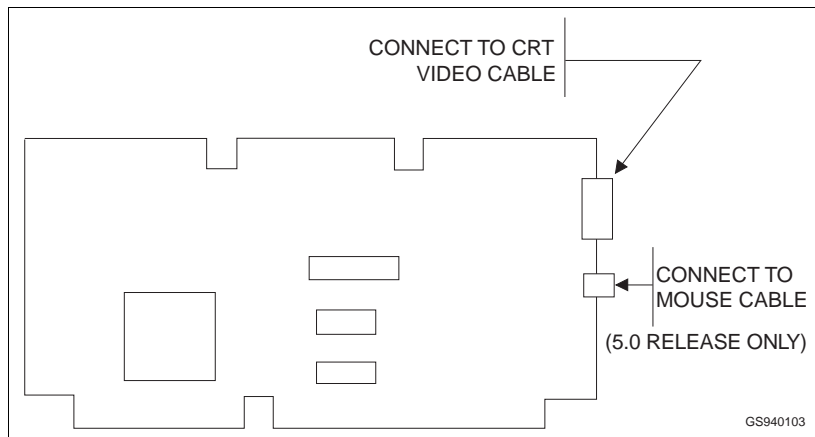 CONNECT TO CRT
VIDEO CABLE
CONNECT TO
MOUSE CABLE
(5.0 RELEASE ONLY)
GS940103